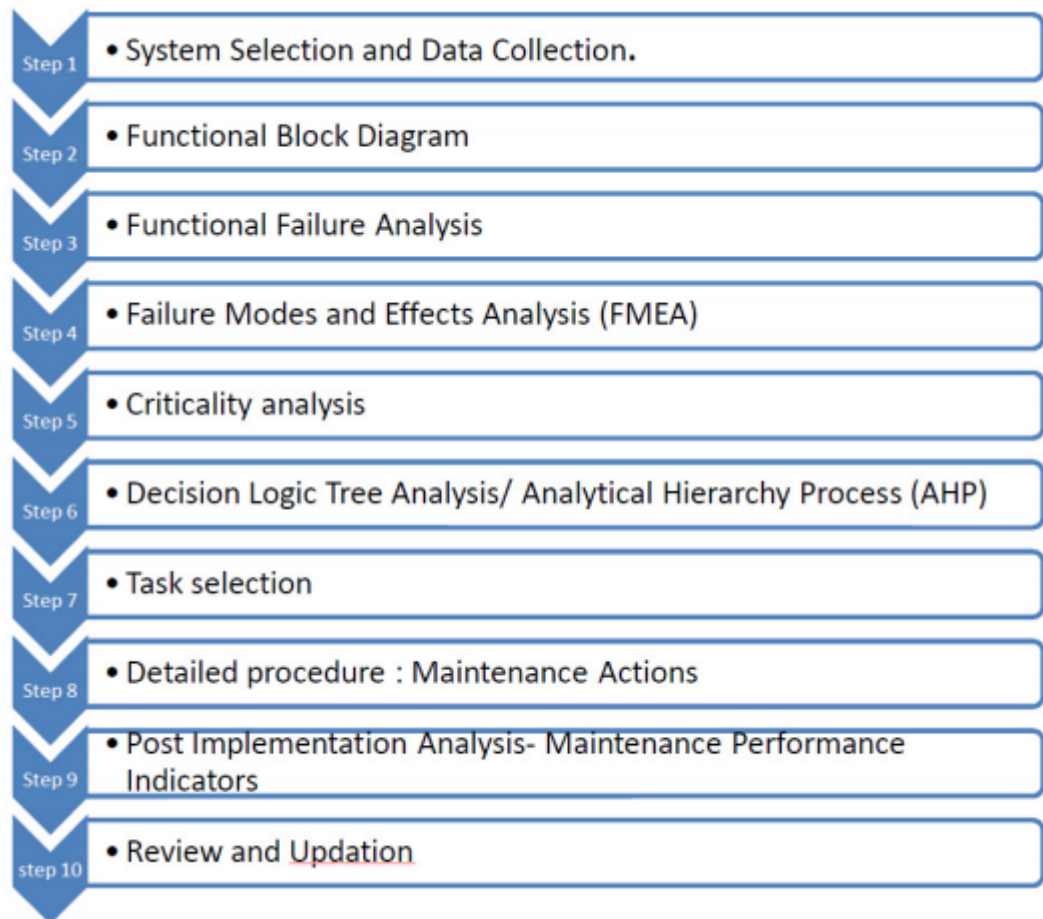 Step 1
• System Selection and Data Collection.
Step 2
• Functional Block Diagram
Step 3
• Functional Failure Analysis
Step 4
• Failure Modes and Effects Analysis (FMEA)
Step 5
• Criticality analysis
Step 6
• Decision Logic Tree Analysis/ Analytical Hierarchy Process (AHP)
Step 7
• Task selection
Step 8
• Detailed procedure : Maintenance Actions
Step 9
• Post Implementation Analysis- Maintenance Performance
Indicators
step 10
• Review and Updation